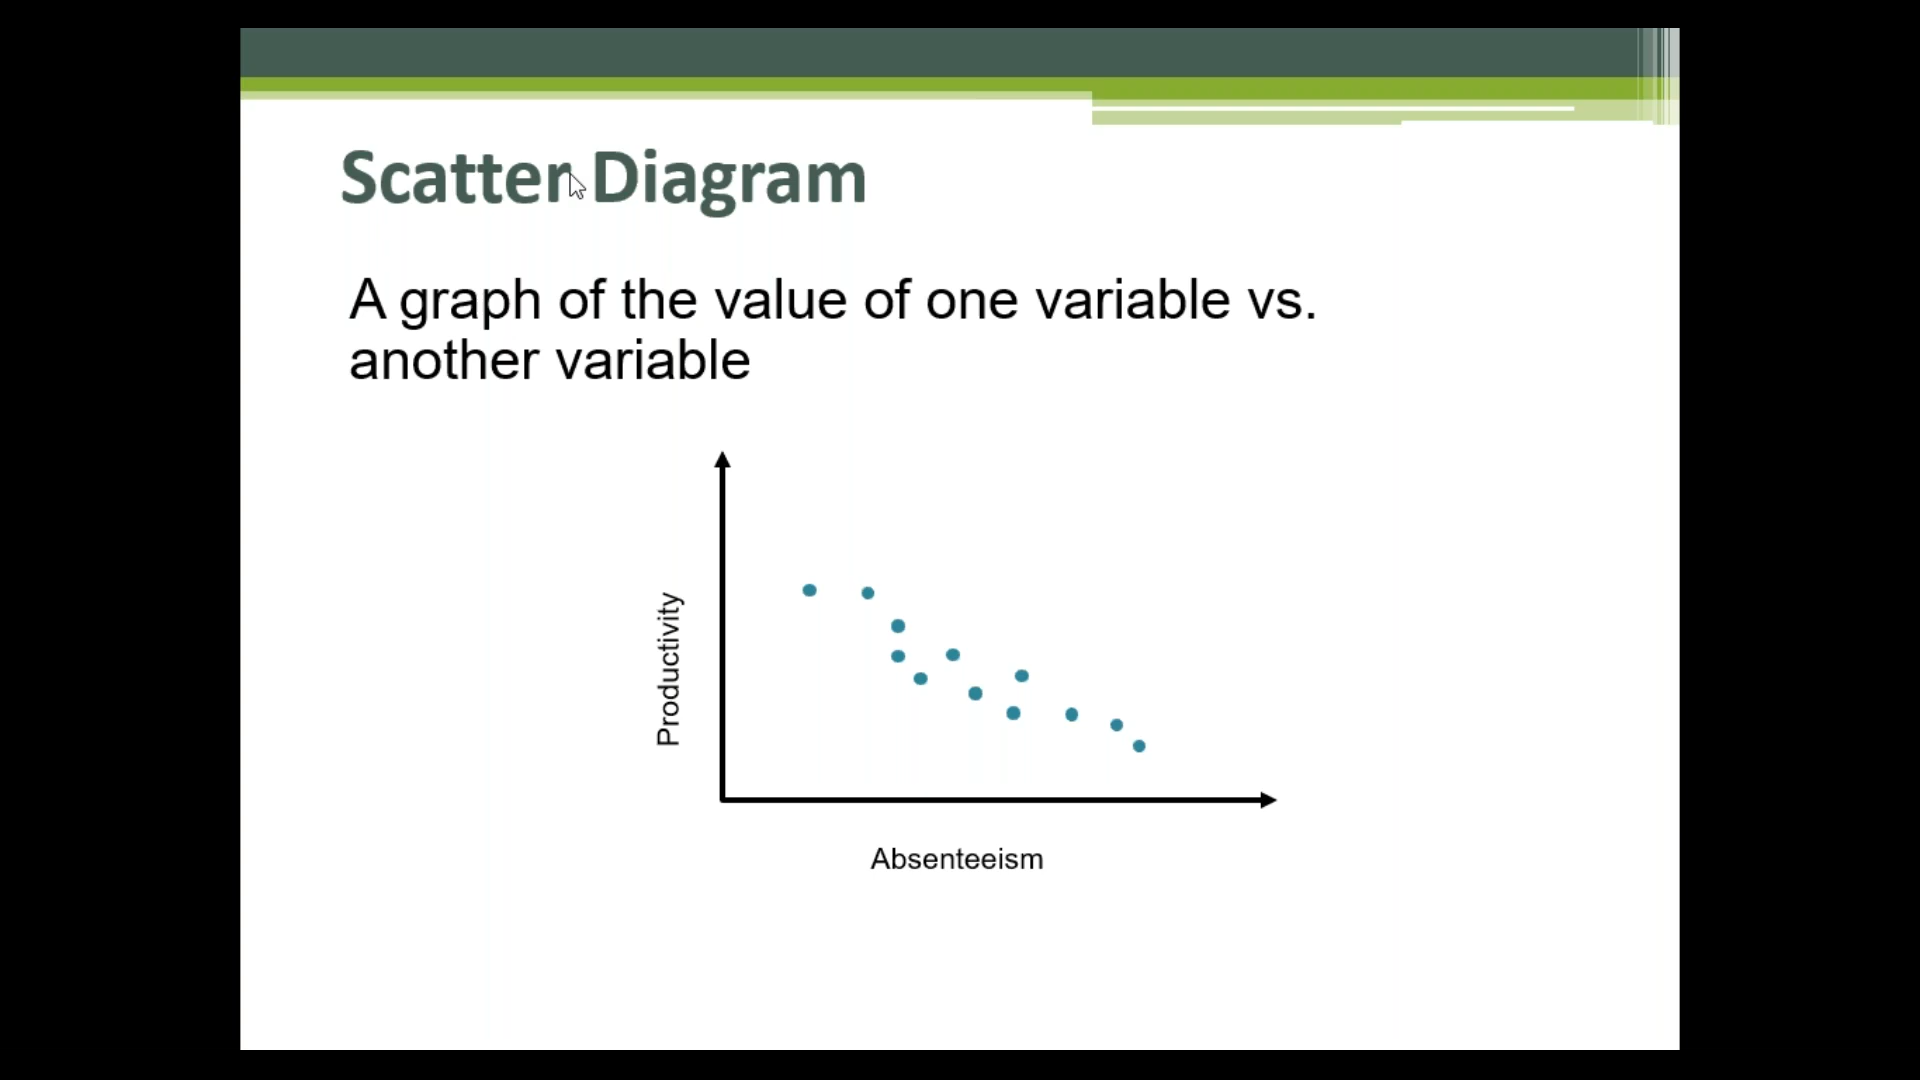 Scatter Diagram
A graph of the value of one variable vs.
another variable
Productivity
Absenteeism